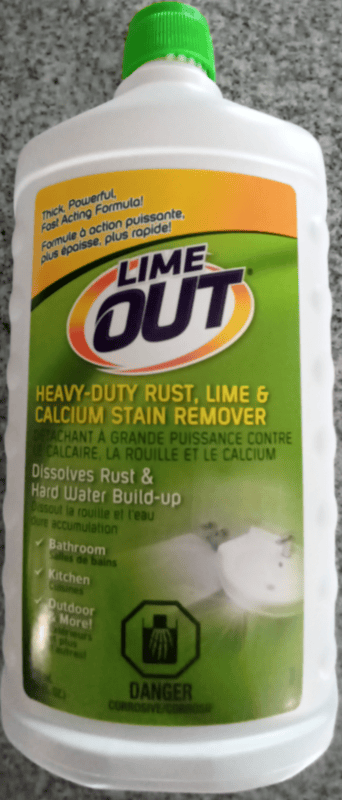 Thick, Powerful,
Fast Acting Formula!
Formule à action puissante,
plus épaisse, plus rapide!
LIME
OUT®
HEAVY-DUTY RUST, LIME &
CALCIUM STAIN REMOVER
DÉTACHANT À GRANDE PUISSANCE CONTRE
LE CALCAIRE, LA ROUILLE ET LE CALCIUM
Dissolves Rust &
Hard Water Build-up
Dissout la rouille et l'eau
dure accumulation
Bathroom
Salles de bains
Kitchen
Cuisines
Outdoor
& More!
DANGER
CORROSIVE/CORROSIF